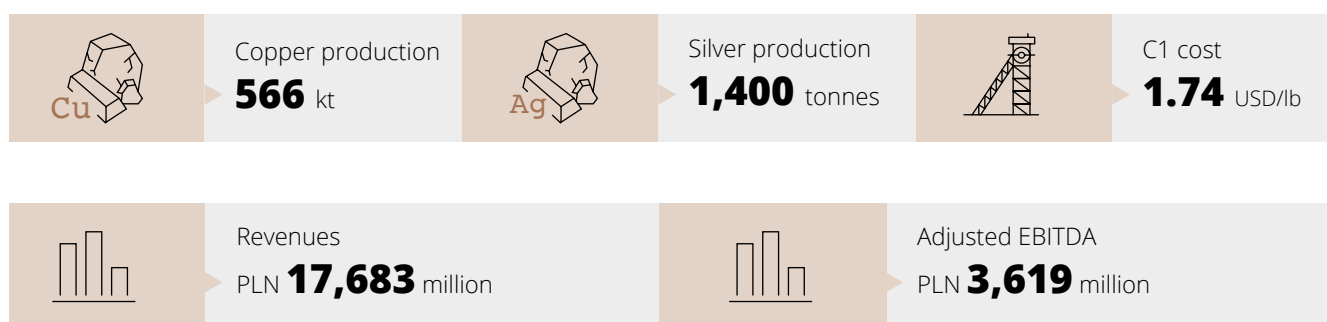 Cu
Copper production
566 kt
Ag
Silver production
1,400 tonnes
C1 cost
1.74 USD/lb
Revenues
PLN 17,683 million
Adjusted EBITDA
PLN 3,619 million